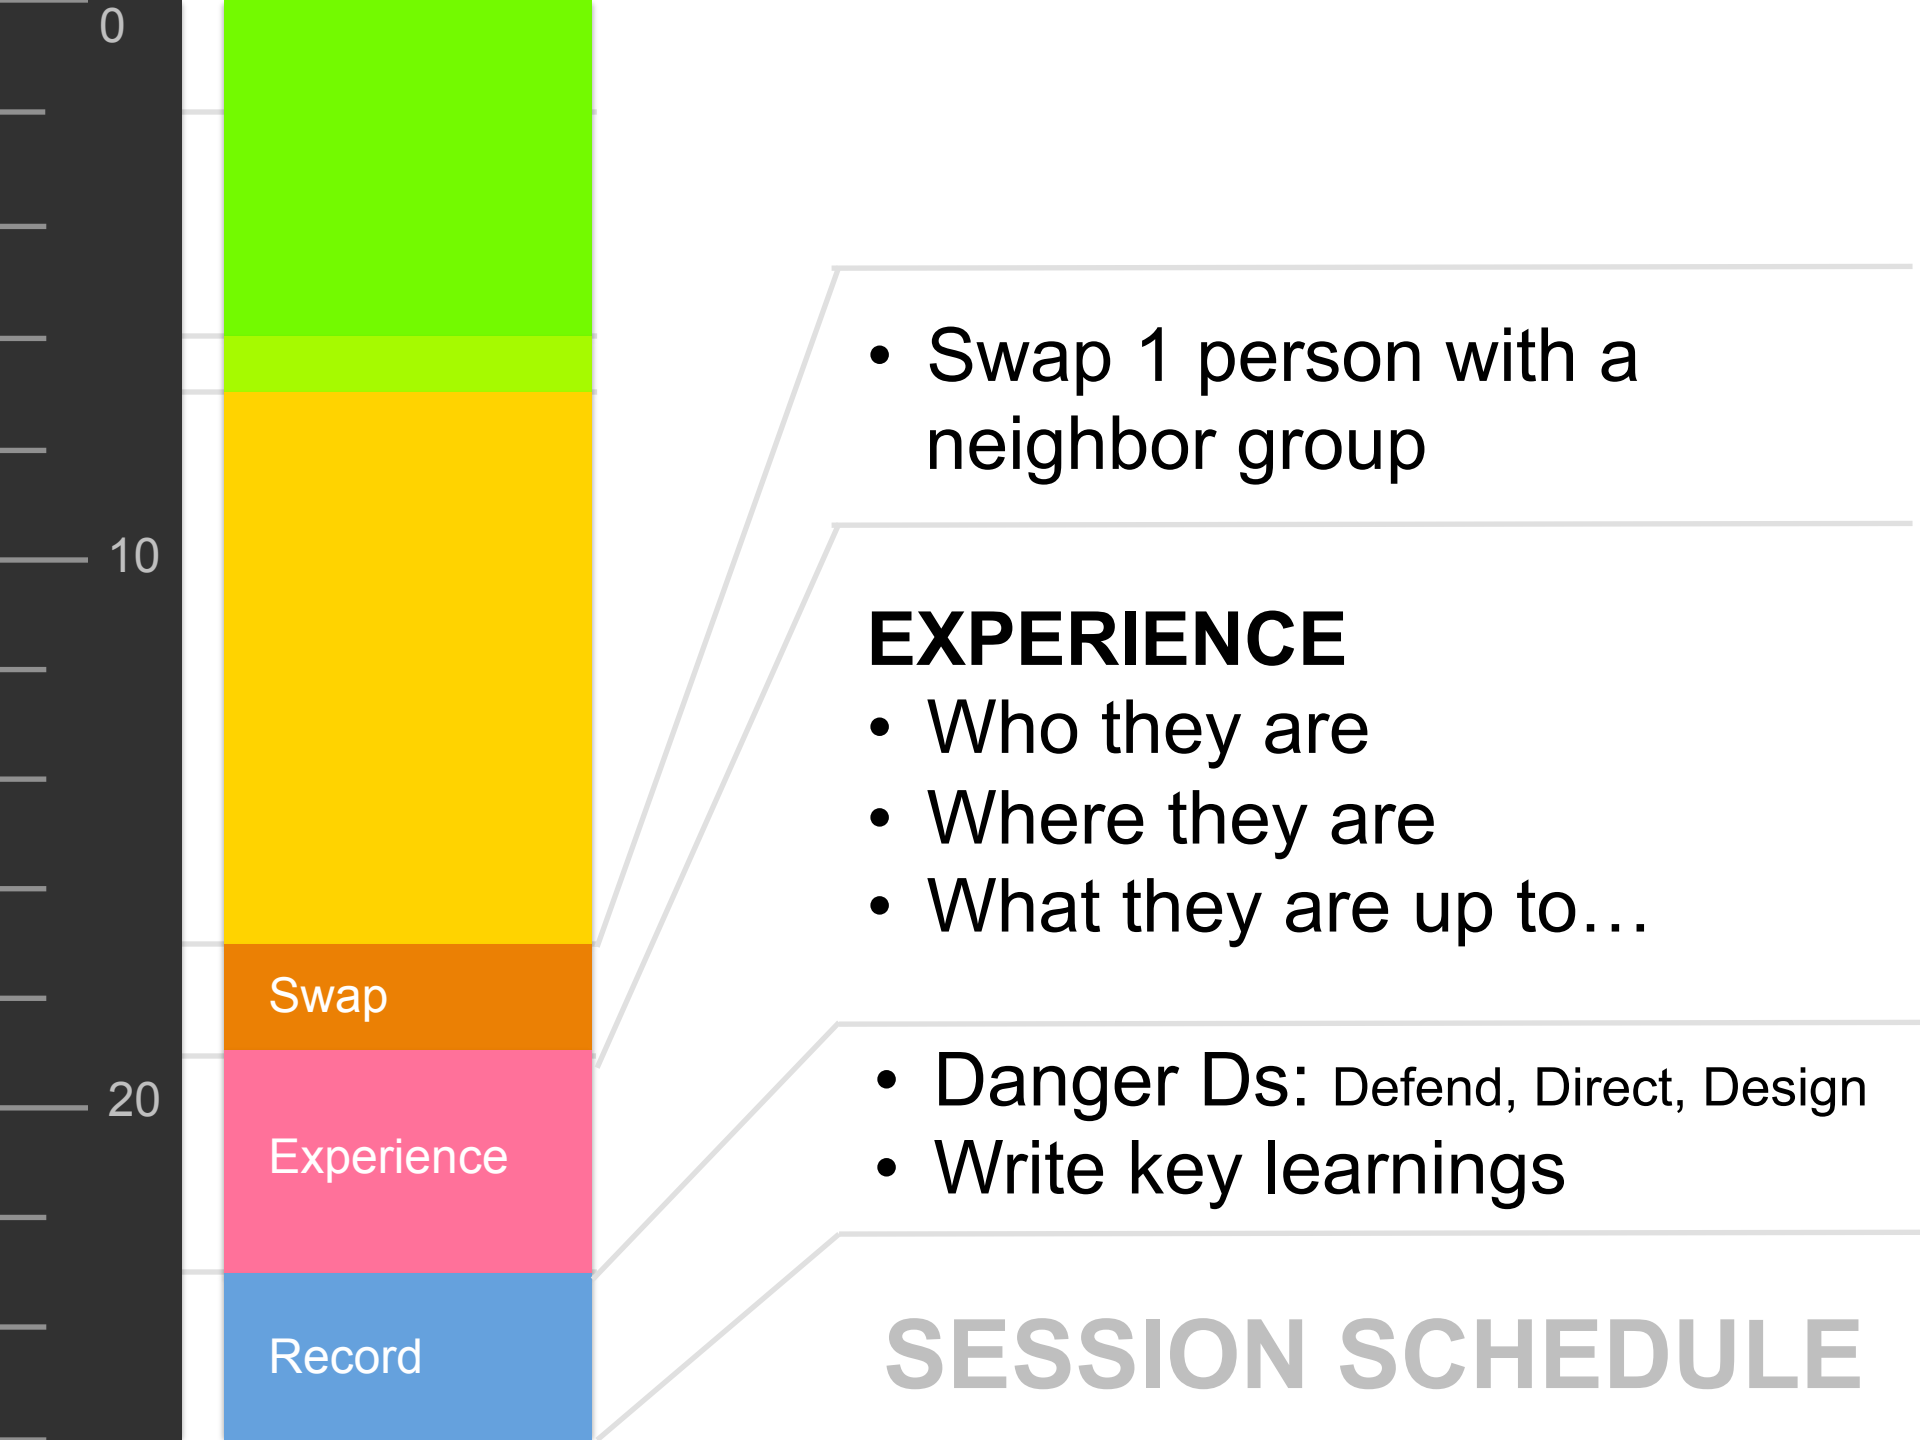 0
10
20
Swap
Experience
Record
• Swap 1 person with a
neighbor group
EXPERIENCE
• Who they are
• Where they are
• What they are up to…
• Danger Ds: Defend, Direct, Design
• Write key learnings
SESSION SCHEDULE